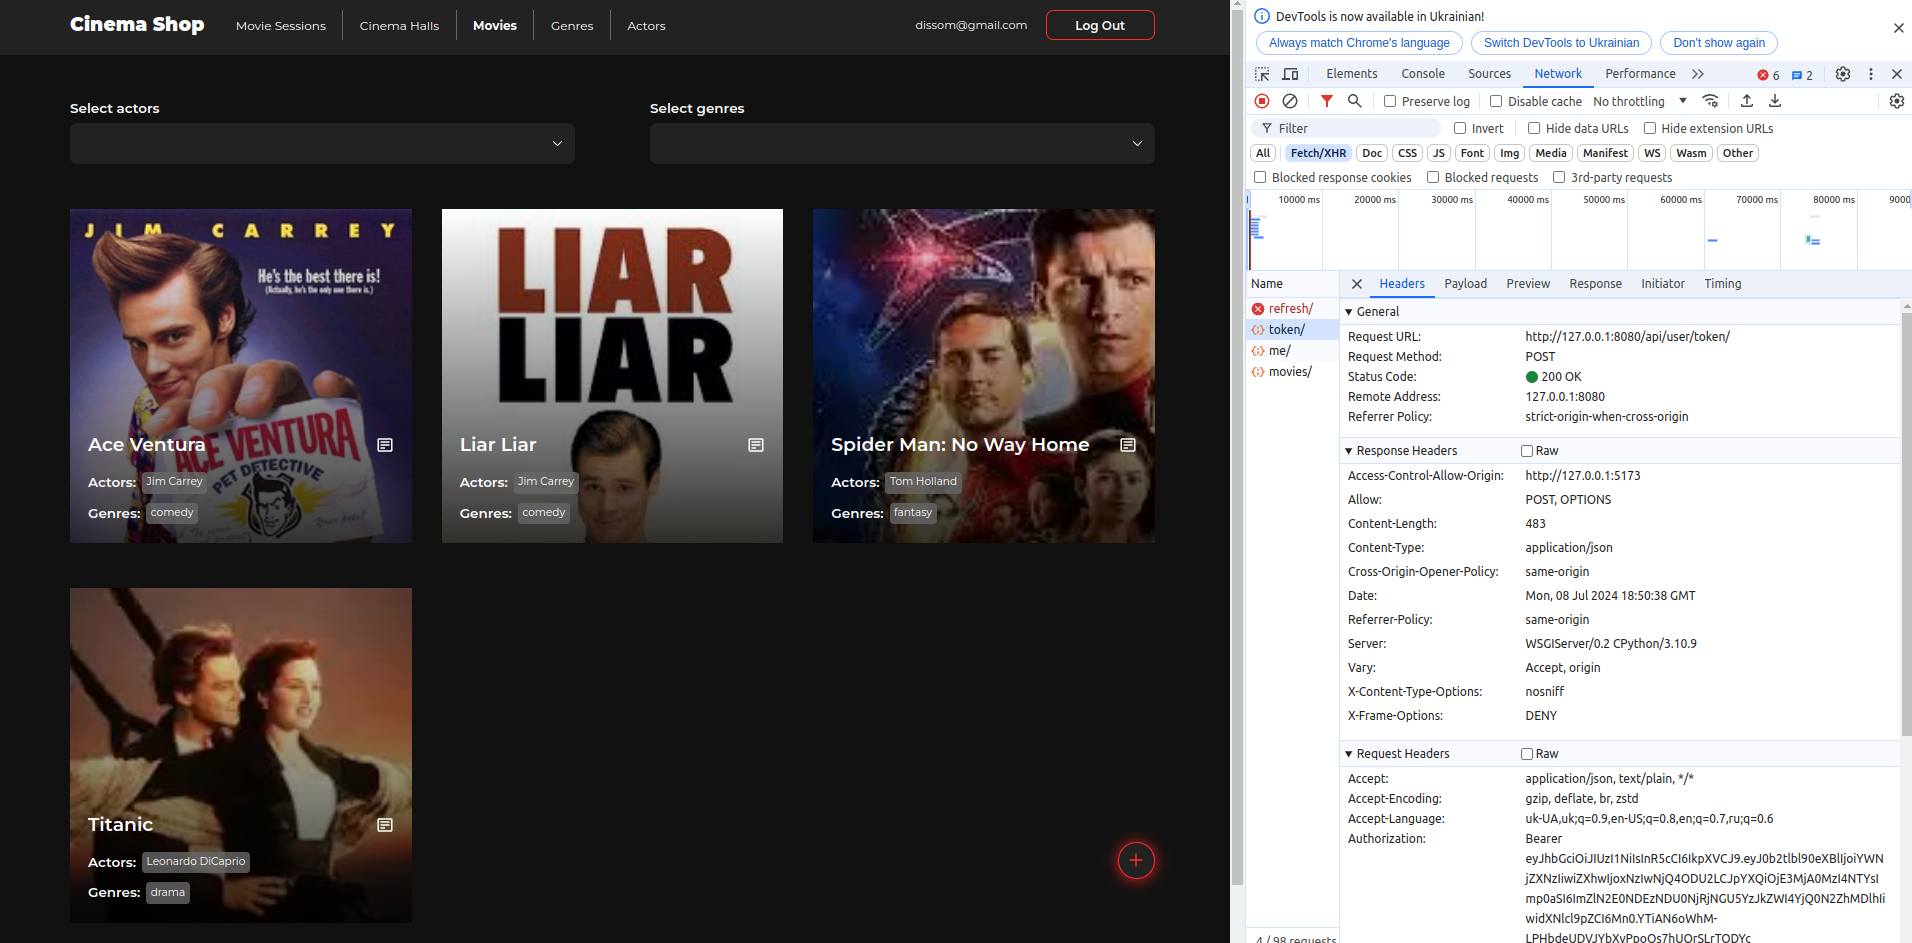 Cinema Shop
Movie Sessions
Cinema Halls
Movies
Genres
Actors
dissom@gmail.com
Log Out
Select actors
Select genres
JIM CARREY
He's the best there is!
(Actually, he's the only one there is.)
ACE VENTURA
PET DETECTIVE
Ace Ventura
Actors: Jim Carrey
Genres: comedy
LIAR
LIAR
Liar Liar
Actors: Jim Carrey
Genres: comedy
Spider Man: No Way Home
Actors: Tom Holland
Genres: fantasy
Titanic
Actors: Leonardo DiCaprio
Genres: drama
DevTools is now available in Ukrainian!
Always match Chrome's language
Switch DevTools to Ukrainian
Don't show again
Elements
Console
Sources
Network
Performance
6
2
Preserve log
Disable cache
No throttling
Filter
Invert
Hide data URLs
Hide extension URLs
All
Fetch/XHR
Doc
CSS
JS
Font
Img
Media
Manifest
WS
Wasm
Other
Blocked response cookies
Blocked requests
3rd-party requests
10000 ms
20000 ms
30000 ms
40000 ms
50000 ms
60000 ms
70000 ms
80000 ms
9000
Name
refresh/
token/
me/
movies/
4 / 98 requests
Headers
Payload
Preview
Response
Initiator
Timing
General
Request URL: http://127.0.0.1:8080/api/user/token/
Request Method: POST
Status Code: 200 OK
Remote Address: 127.0.0.1:8080
Referrer Policy: strict-origin-when-cross-origin
Response Headers
Raw
Access-Control-Allow-Origin: http://127.0.0.1:5173
Allow: POST, OPTIONS
Content-Length: 483
Content-Type: application/json
Cross-Origin-Opener-Policy: same-origin
Date: Mon, 08 Jul 2024 18:50:38 GMT
Referrer-Policy: same-origin
Server: WSGIServer/0.2 CPython/3.10.9
Vary: Accept, origin
X-Content-Type-Options: nosniff
X-Frame-Options: DENY
Request Headers
Raw
Accept: application/json, text/plain, */*
Accept-Encoding: gzip, deflate, br, zstd
Accept-Language: uk-UA,uk;q=0.9,en-US;q=0.8,en;q=0.7,ru;q=0.6
Authorization: Bearer
eyJhbGciOiJIUzI1NiIsInR5cCI6IkpXVCJ9.eyJ0b2tlbl90eXBlIjoiYWN
jZXNzIiwiZXhwIjoxNzIwNjQ4ODU2LCJpYXQiOjE3MjA0MzI4NTYsI
mp0aSI6ImZlN2E0NDEzNDU0NjRjNGU5YzJkZWI4YjQ0N2ZhMDlhIi
widXNlcl9pZCI6Mn0.YTiAN6oWhM-
LPHbdeUDVJYbXvPpoQs7hUOrSLrTODYc